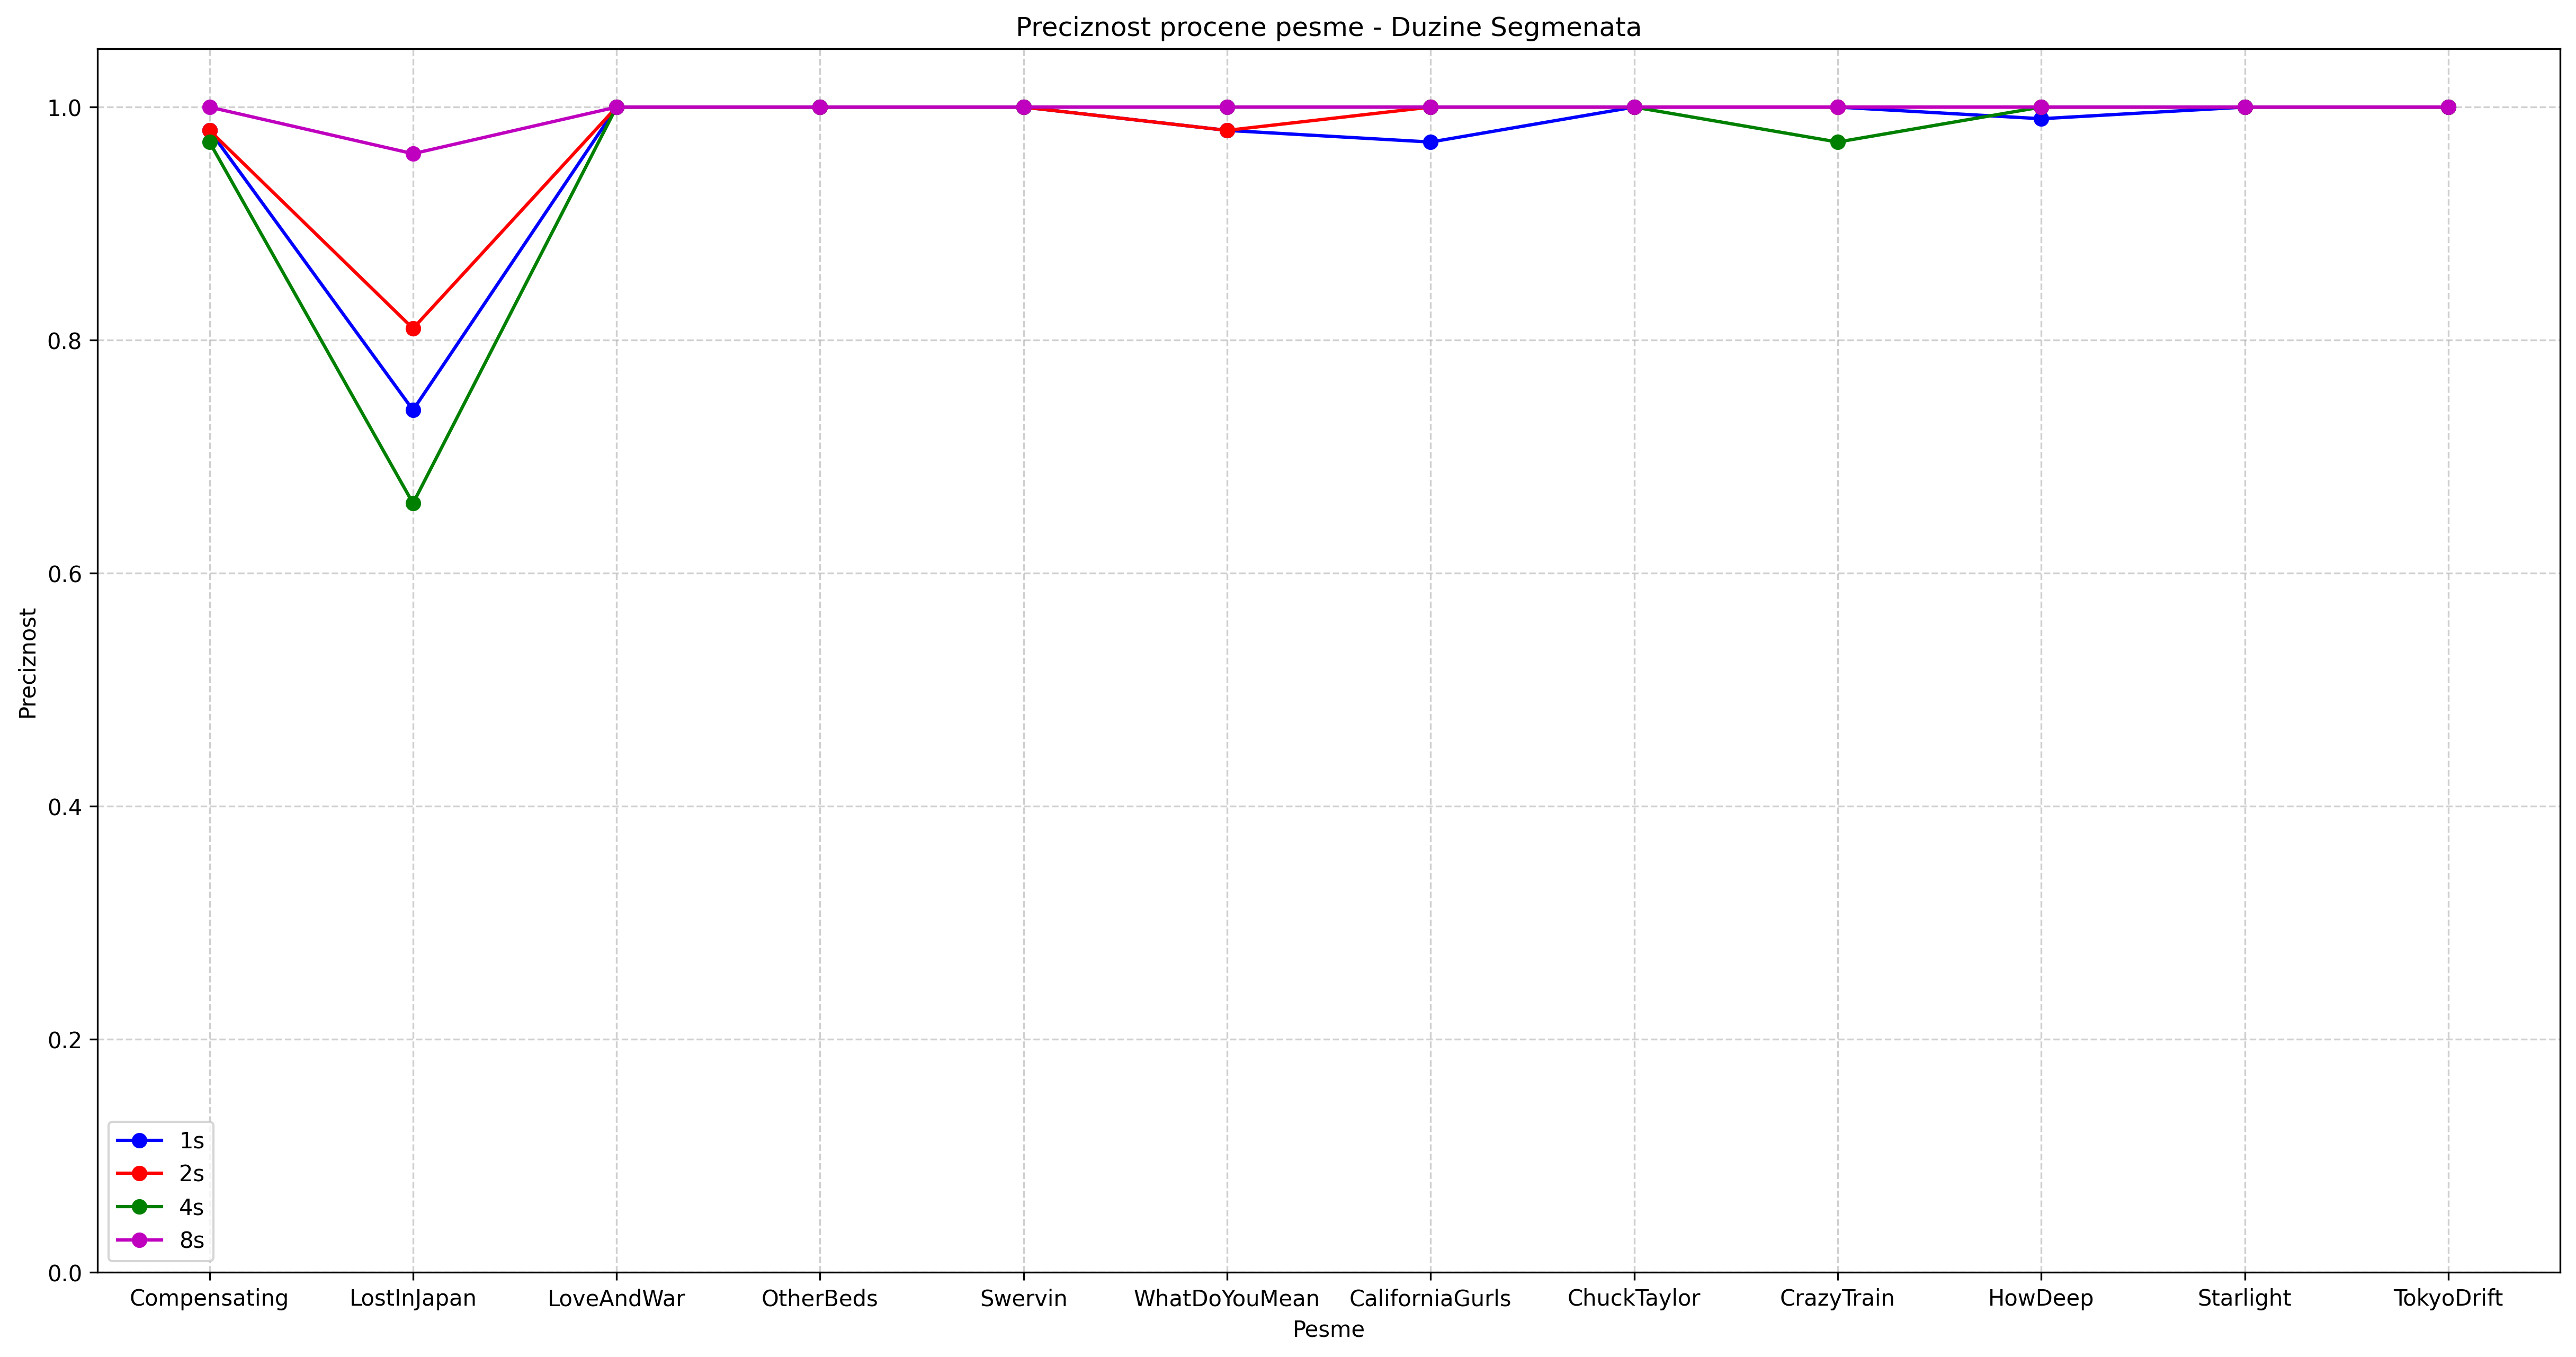 Preciznost procene pesme - Duzine Segmenata
Preciznost
1.0
0.8
0.6
0.4
0.2
0.0
1s
2s
4s
8s
Compensating LostInJapan LoveAndWar OtherBeds Swervin WhatDoYouMean CaliforniaGurls ChuckTaylor CrazyTrain HowDeep Starlight TokyoDrift
Pesme